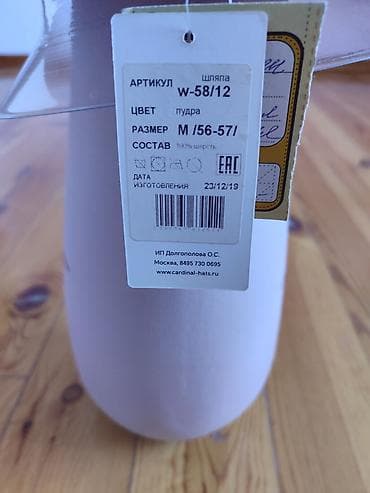 шляпа
АРТИКУЛ w-58/12
ЦВЕТ пудра
РАЗМЕР M /56-57/
СОСТАВ 100% шерсть
EAC
ДАТА
ИЗГОТОВЛЕНИЯ 23/12/19
ИП Долгополова О.С.
Москва, 8495 730 0695
www.cardinal-hats.ru